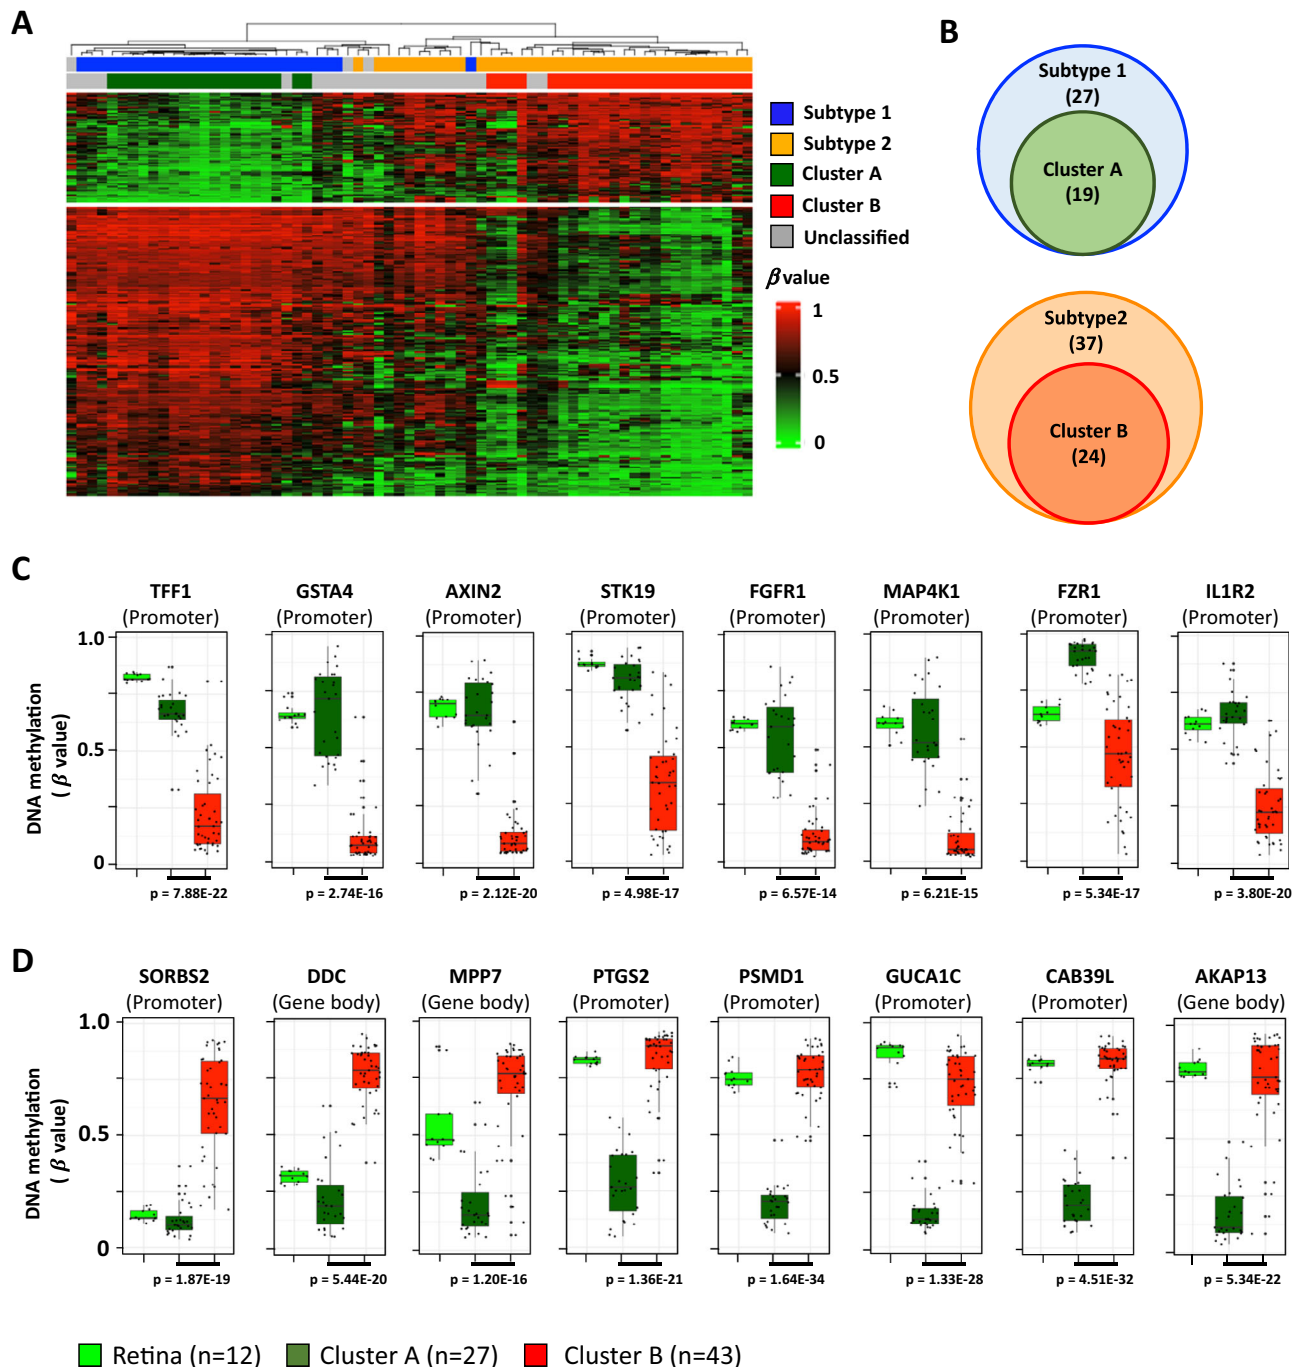 A
B
Subtype 1
Subtype 2
Cluster A
Cluster B
Unclassified
β value
1
0.5
0
Subtype 1
(27)
Cluster A
(19)
Subtype2
(37)
Cluster B
(24)
C
TFF1 GSTA4 AXIN2 STK19 FGFR1 MAP4K1 FZR1 IL1R2
(Promoter) (Promoter) (Promoter) (Promoter) (Promoter) (Promoter) (Promoter) (Promoter)
1.0
0.5
0
DNA methylation
( β value)
p = 7.88E-22 p = 2.74E-16 p = 2.12E-20 p = 4.98E-17 p = 6.57E-14 p = 6.21E-15 p = 5.34E-17 p = 3.80E-20
D
SORBS2 DDC MPP7 PTGS2 PSMD1 GUCA1C CAB39L AKAP13
(Promoter) (Gene body) (Gene body) (Promoter) (Promoter) (Promoter) (Promoter) (Gene body)
1.0
0.5
0
DNA methylation
( β value)
p = 1.87E-19 p = 5.44E-20 p = 1.20E-16 p = 1.36E-21 p = 1.64E-34 p = 1.33E-28 p = 4.51E-32 p = 5.34E-22
Retina (n=12) Cluster A (n=27) Cluster B (n=43)